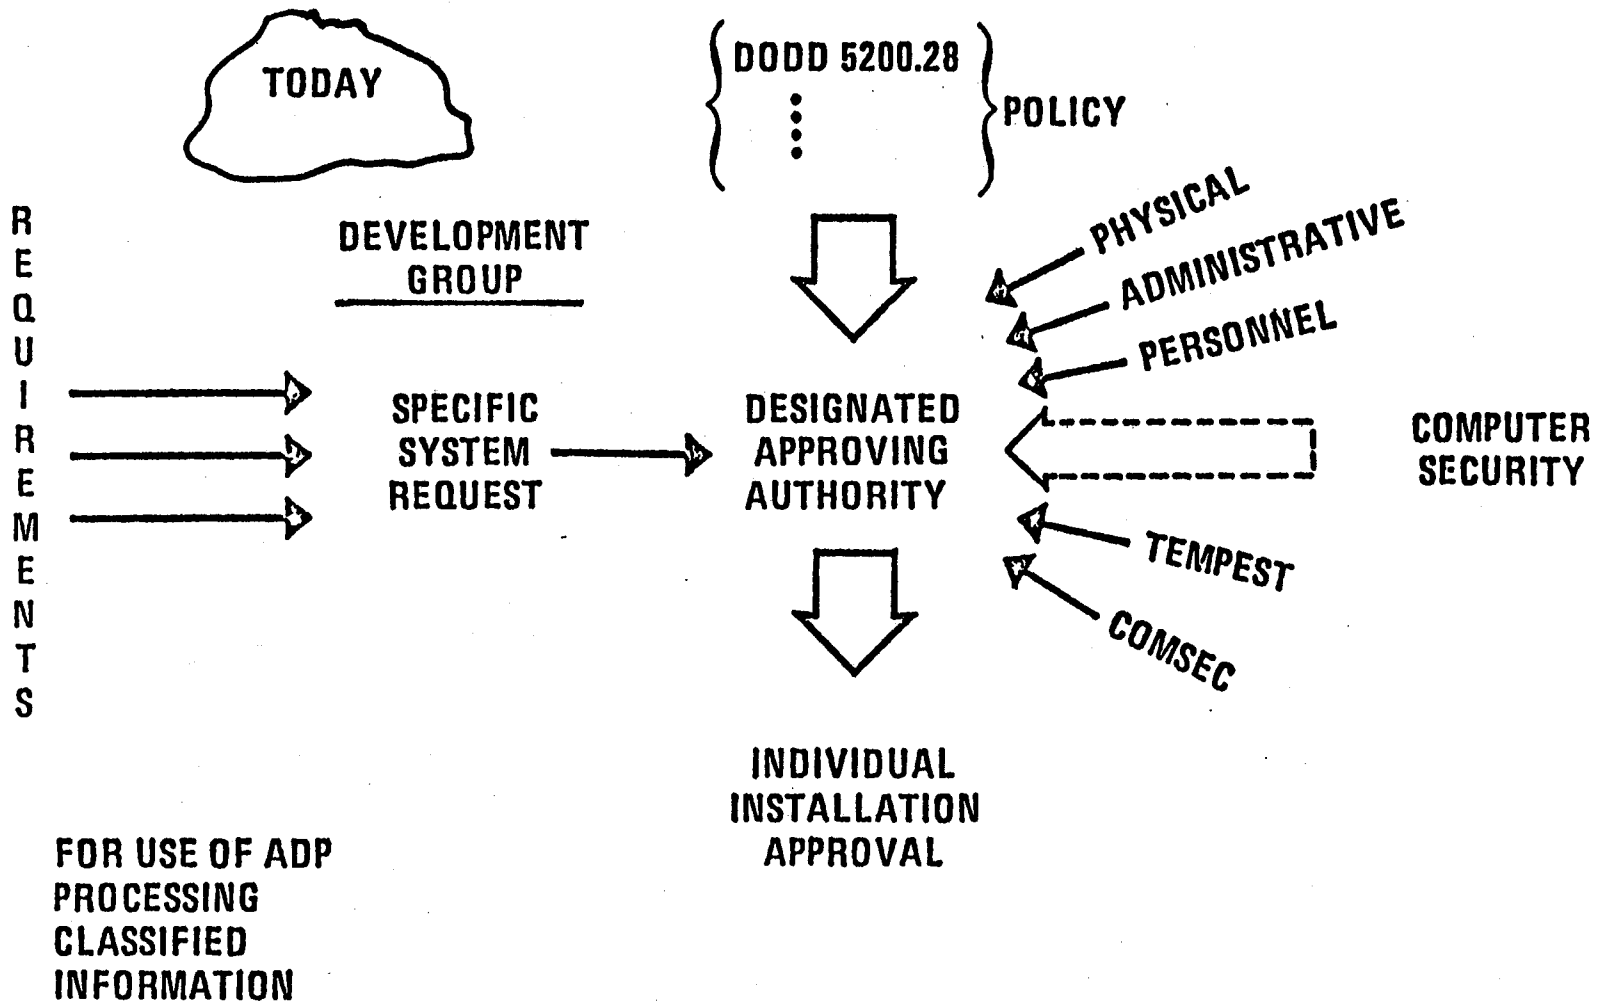 TODAY
DODD 5200.28
POLICY
REQUIREMENTS
DEVELOPMENT
GROUP
PHYSICAL
ADMINISTRATIVE
PERSONNEL
SPECIFIC
SYSTEM
REQUEST
DESIGNATED
APPROVING
AUTHORITY
COMPUTER
SECURITY
TEMPEST
COMSEC
INDIVIDUAL
INSTALLATION
APPROVAL
FOR USE OF ADP
PROCESSING
CLASSIFIED
INFORMATION